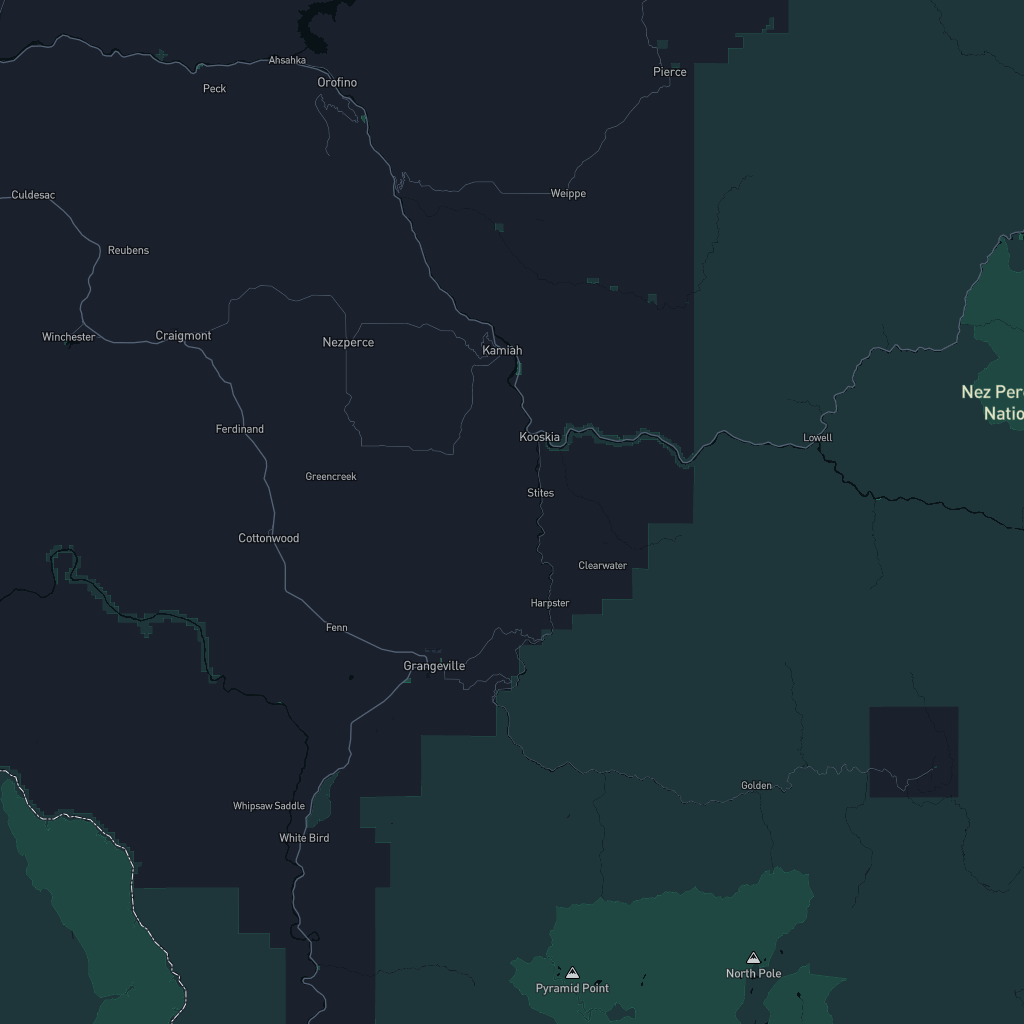 Ahsahka
Orofino
Pierce
Peck
Culdesac
Weippe
Reubens
Winchester
Craigmont
Nezperce
Kamiah
Nez Per
Natio
Ferdinand
Kooskia
Lowell
Greencreek
Stites
Cottonwood
Clearwater
Harpster
Fenn
Grangeville
Golden
Whipsaw Saddle
White Bird
North Pole
Pyramid Point